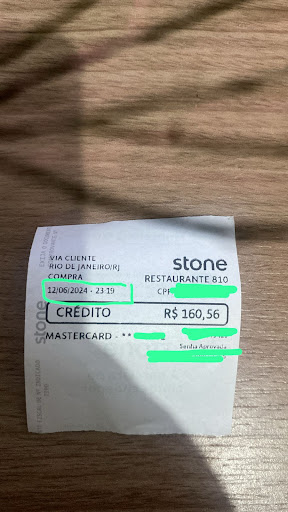 VIA CLIENTE
stone
RIO DE JANEIRO/RJ
COMPRA
RESTAURANTE 810
12/06/2024 - 23:19
CPF
CRÉDITO R$ 160,56
MASTERCARD - **
Senha Aprovada
stone